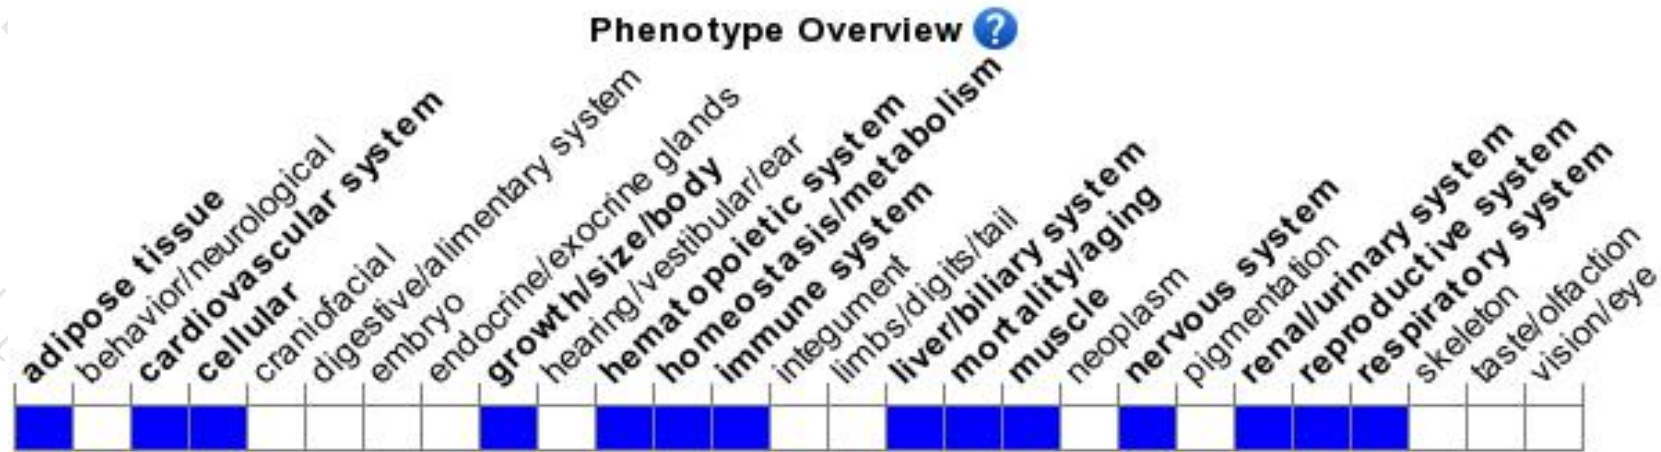 Phenotype Overview ?
adipose tissue
behavior/neurological
cardiovascular system
cellular
craniofacial
digestive/alimentary system
embryo
endocrine/exocrine glands
growth/size/body
hearing/vestibular/ear
hematopoietic system
homeostasis/metabolism
immune system
integument
limbs/digits/tail
liver/biliary system
mortality/aging
muscle
neoplasm
nervous system
pigmentation
renal/urinary system
reproductive system
respiratory system
skeleton
taste/olfaction
vision/eye